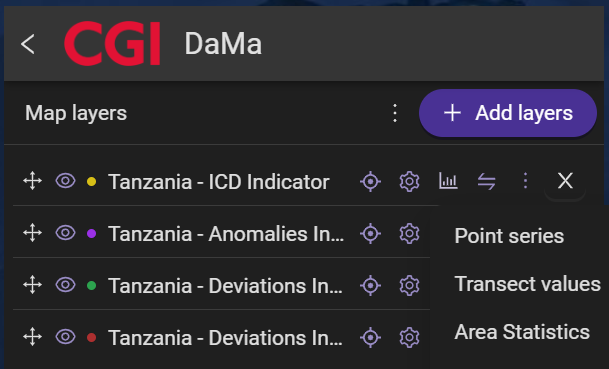 CGI DaMa
Map layers + Add layers
Tanzania - ICD Indicator
Tanzania - Anomalies In...
Tanzania - Deviations In...
Tanzania - Deviations In...
Point series
Transect values
Area Statistics